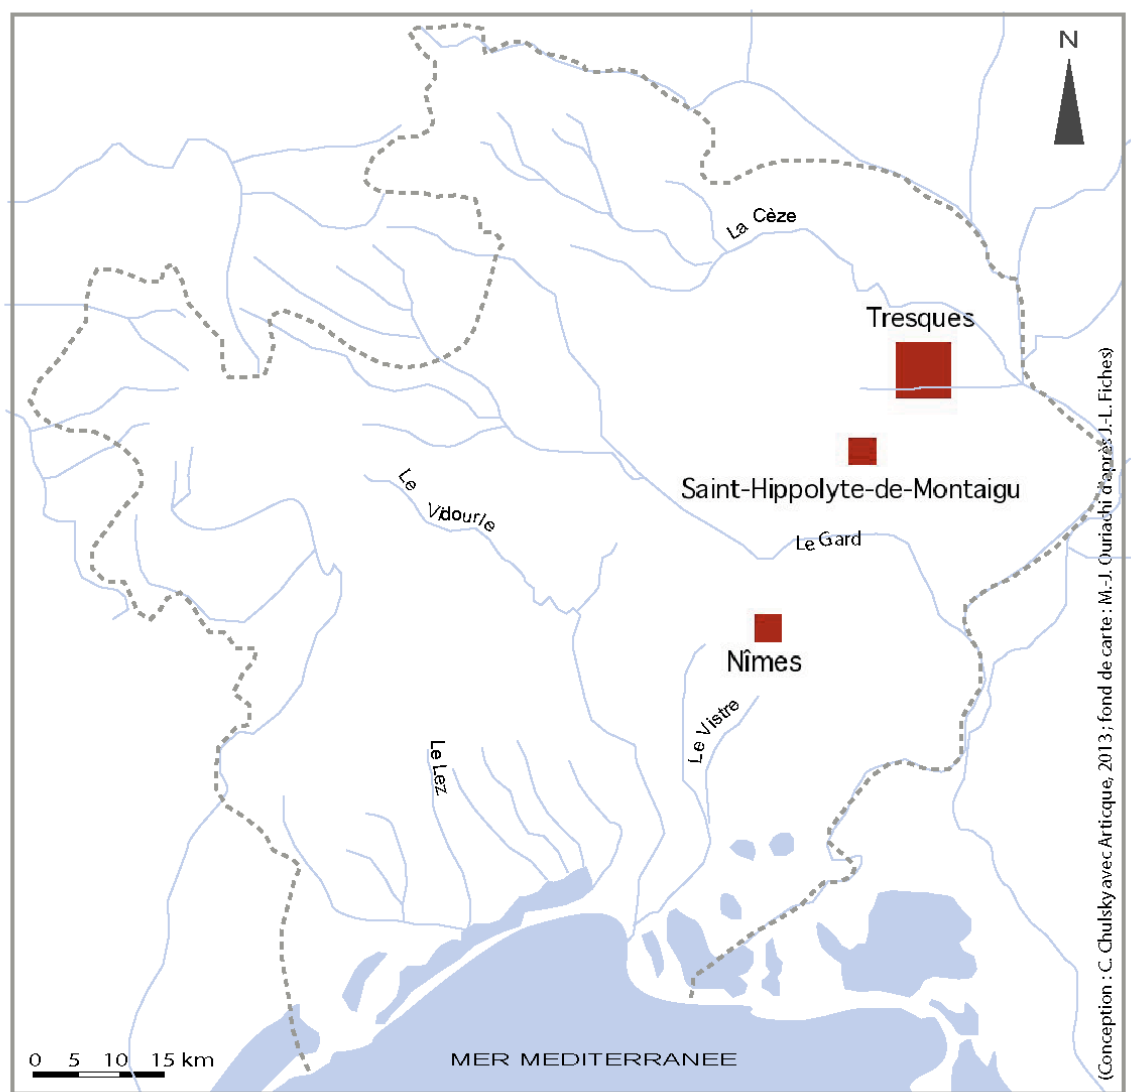 N
La Cèze
Tresques
Saint-Hippolyte-de-Montaigu
Le Vidourle
Le Gard
Nîmes
Le Vistre
Le Lez
0 5 10 15 km
MER MEDITERRANEE
(Conception : C. Chulsky avec Articque, 2013 ; fond de carte : M.-J. Ouriachi d'après J.-L. Fiches)